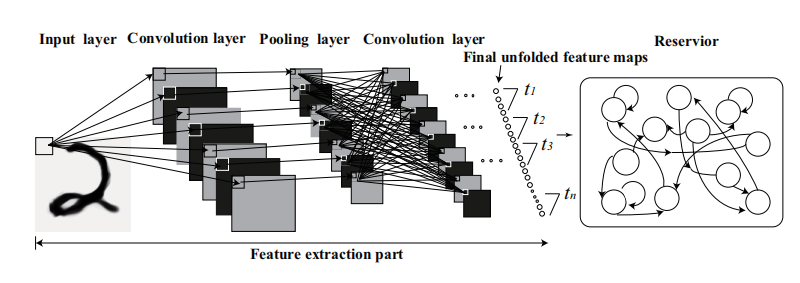 Input layer
Convolution layer
Pooling layer
Convolution layer
Final unfolded feature maps
Reservior
t1
t2
t3
tn
Feature extraction part